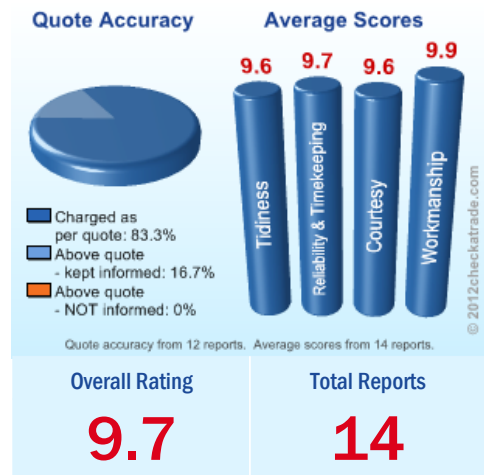 Quote Accuracy
Average Scores
9.6
9.7
9.6
9.9
Tidiness
Reliability & Timekeeping
Courtesy
Workmanship
Charged as
per quote: 83.3%
Above quote
- kept informed: 16.7%
Above quote
- NOT informed: 0%
© 2012checkatrade.com
Quote accuracy from 12 reports. Average scores from 14 reports.
Overall Rating
9.7
Total Reports
14